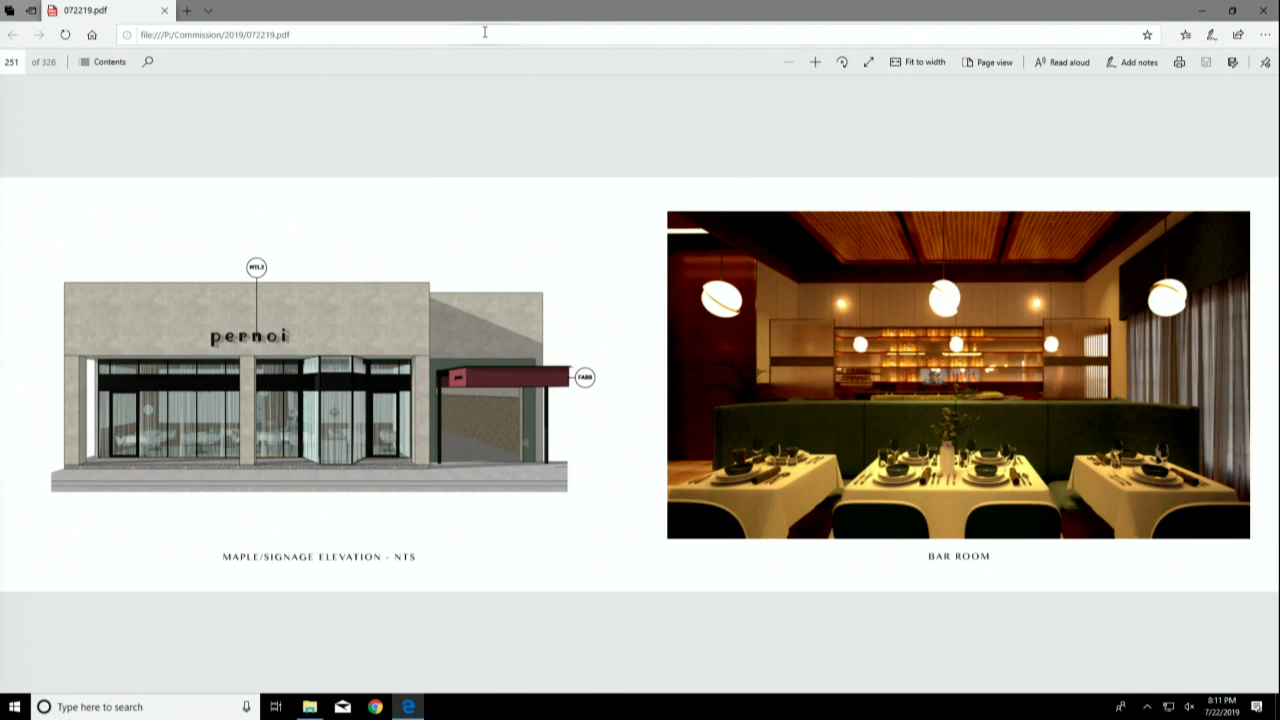 072219.pdf
file:///P:/Commission/2019/072219.pdf
251 of 326
Contents
Fit to width
Page view
Read aloud
Add notes
MTL5
pernoi
FAB8
MAPLE/SIGNAGE ELEVATION - NTS
BAR ROOM
Type here to search
8:11 PM
7/22/2019